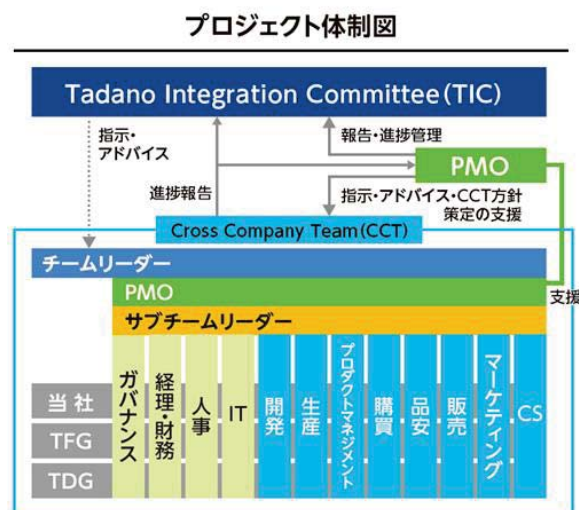 プロジェクト体制図
Tadano Integration Committee(TIC)
指示・
アドバイス
報告・進捗管理
PMO
進捗報告
指示・アドバイス・CCT方針
策定の支援
Cross Company Team(CCT)
チームリーダー
PMO
支援
サブチームリーダー
ガバナンス
経理・財務
人事
IT
開発
生産
プロダクトマネジメント
購買
品安
販売
マーケティング
CS
当社
TFG
TDG